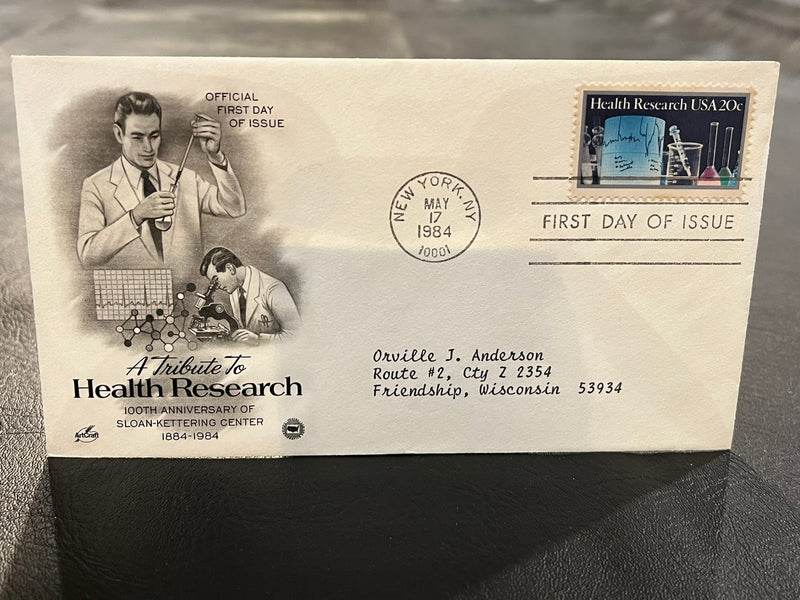 OFFICIAL
FIRST DAY
OF ISSUE
Health Research USA 20c
NEW YORK, NY
MAY
17
1984
10001
FIRST DAY OF ISSUE
Orville J. Anderson
Route #2, Cty Z 2354
Friendship, Wisconsin 53934
A Tribute To
Health Research
100TH ANNIVERSARY OF
SLOAN-KETTERING CENTER
1884-1984
ArtCraft